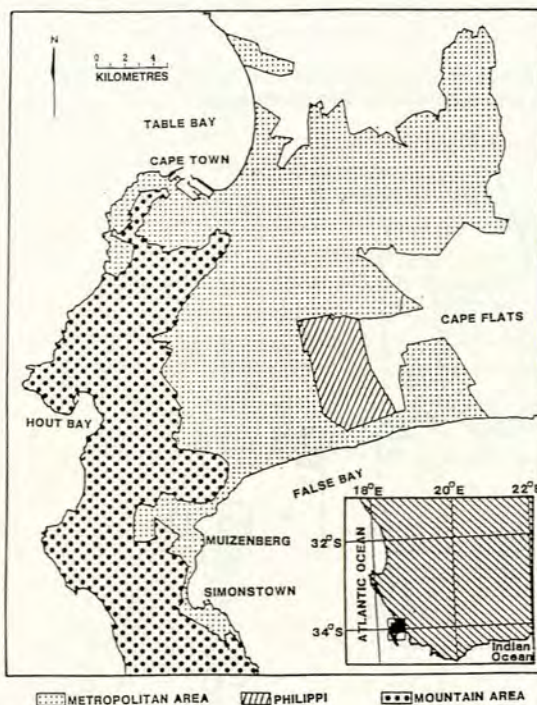 N
0 2 4
KILOMETRES
TABLE BAY
CAPE TOWN
CAPE FLATS
HOUT BAY
FALSE BAY
MUIZENBERG
SIMONSTOWN
18°E 20°E 22°E
32°S
34°S
ATLANTIC OCEAN
Indian
Ocean
METROPOLITAN AREA PHILIPPI MOUNTAIN AREA